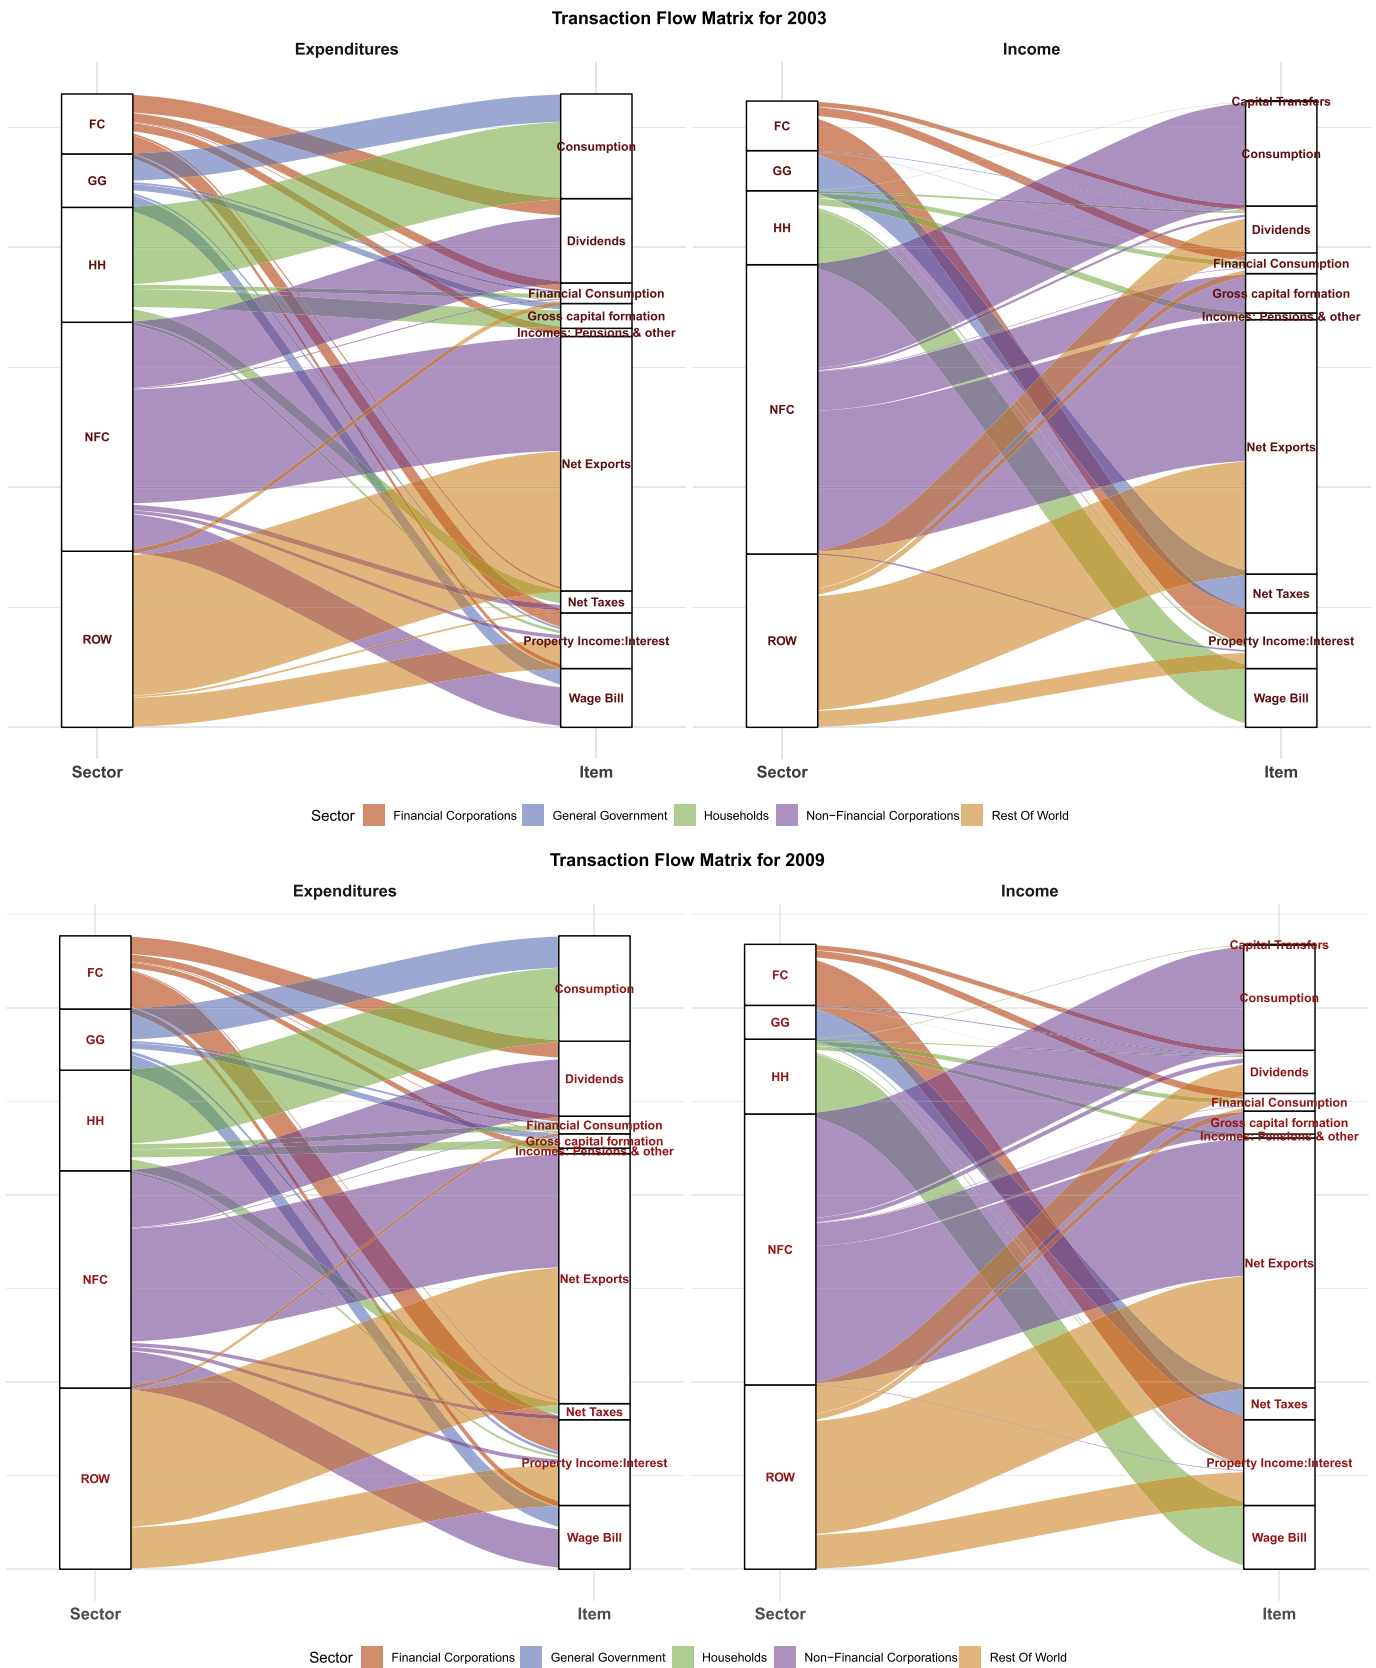 Transaction Flow Matrix for 2003
Expenditures
Income
FC
GG
HH
NFC
ROW
Consumption
Dividends
Financial Consumption
Gross capital formation
Incomes: Pensions & other
Net Exports
Net Taxes
Property Income:Interest
Wage Bill
FC
GG
HH
NFC
ROW
Capital Transfers
Consumption
Dividends
Financial Consumption
Gross capital formation
Incomes: Pensions & other
Net Exports
Net Taxes
Property Income:Interest
Wage Bill
Sector
Item
Sector
Item
Sector Financial Corporations General Government Households Non−Financial Corporations Rest Of World
Transaction Flow Matrix for 2009
Expenditures
Income
FC
GG
HH
NFC
ROW
Consumption
Dividends
Financial Consumption
Gross capital formation
Incomes: Pensions & other
Net Exports
Net Taxes
Property Income:Interest
Wage Bill
FC
GG
HH
NFC
ROW
Capital Transfers
Consumption
Dividends
Financial Consumption
Gross capital formation
Incomes: Pensions & other
Net Exports
Net Taxes
Property Income:Interest
Wage Bill
Sector
Item
Sector
Item
Sector Financial Corporations General Government Households Non−Financial Corporations Rest Of World